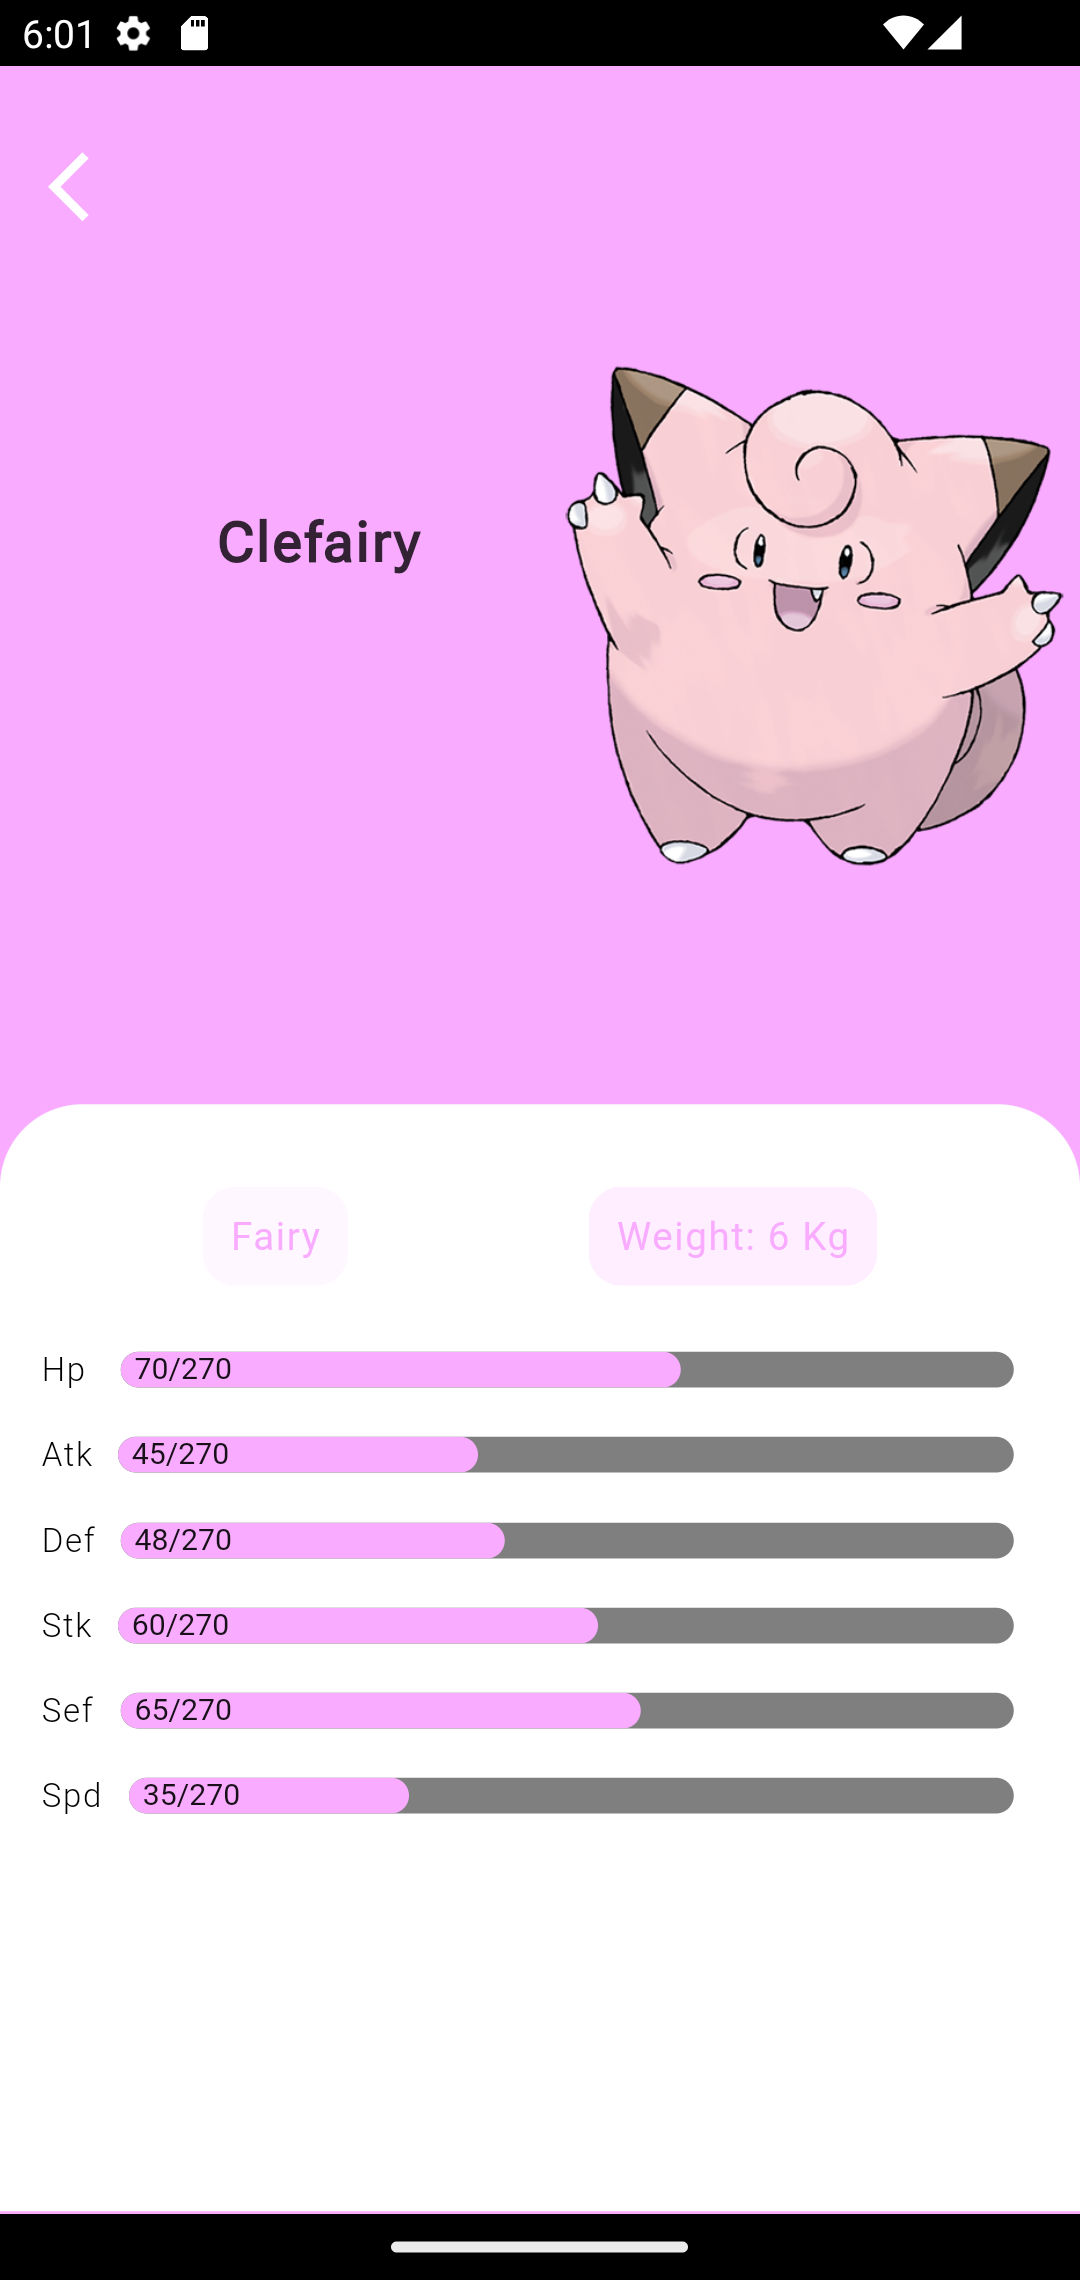 6:01
Clefairy
Fairy
Weight: 6 Kg
Hp 70/270
Atk 45/270
Def 48/270
Stk 60/270
Sef 65/270
Spd 35/270